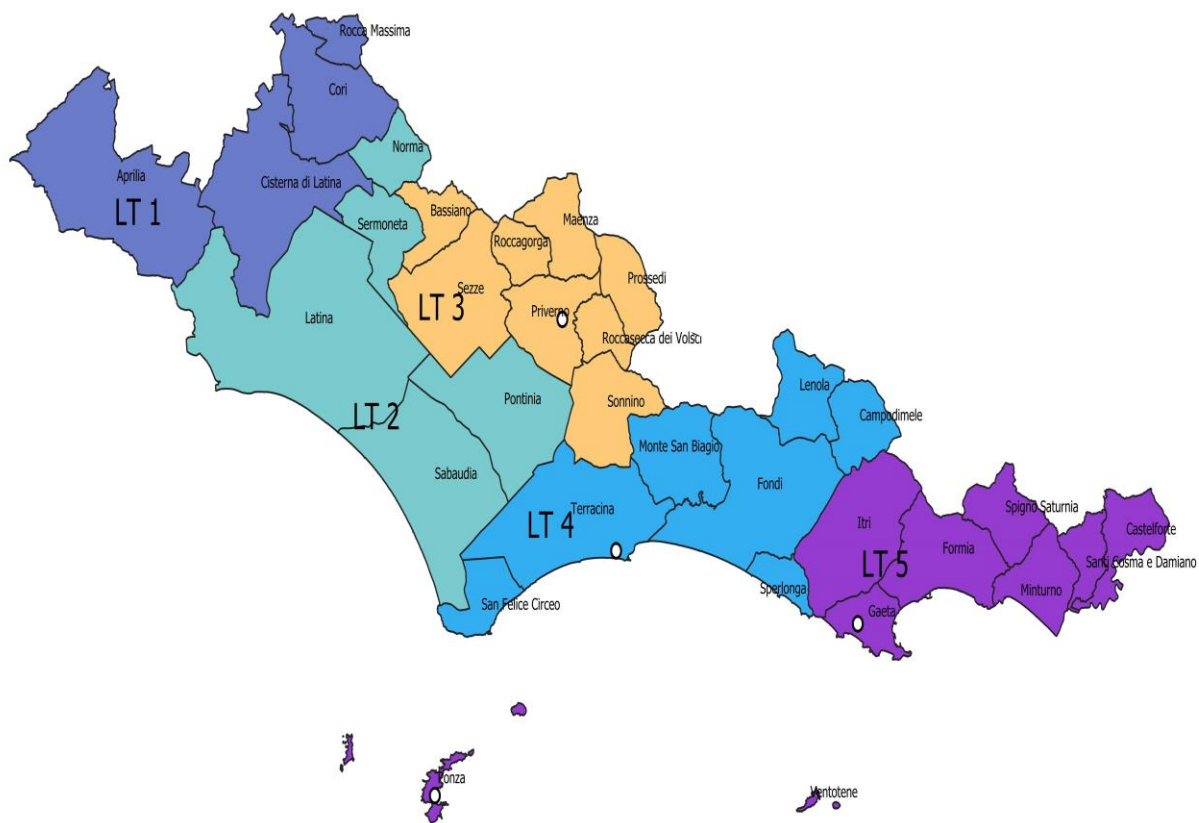 Rocca Massima
Cori
Norma
Aprilia
Cisterna di Latina
LT 1
Bassiano
Maenza
Sermoneta
Roccagorga
Prossedi
Sezze
LT 3
Priverno
Latina
Roccasecca dei Volsci
Lenola
Pontinia
Sonnino
LT 2
Campodimele
Monte San Biagio
Sabaudia
Fondi
Terracina
LT 4
Spigno Saturnia
Itri
Castelforte
Formia
Santi Cosma e Damiano
LT 5
Sperlonga
Minturno
San Felice Circeo
Gaeta
Ponza
Ventotene